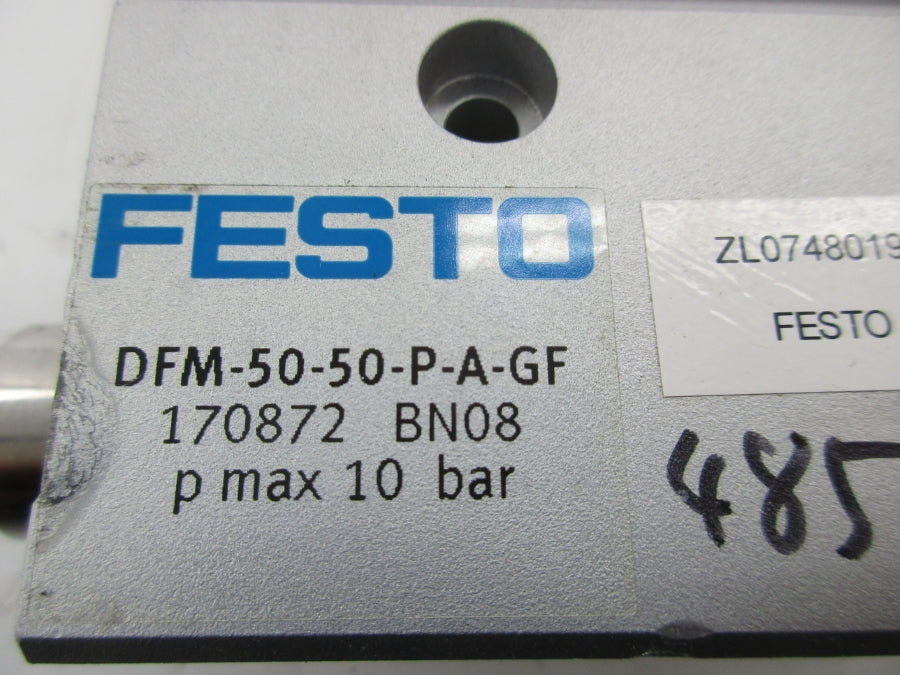 FESTO
DFM-50-50-P-A-GF
170872 BN08
p max 10 bar
ZL0748019
FESTO
485